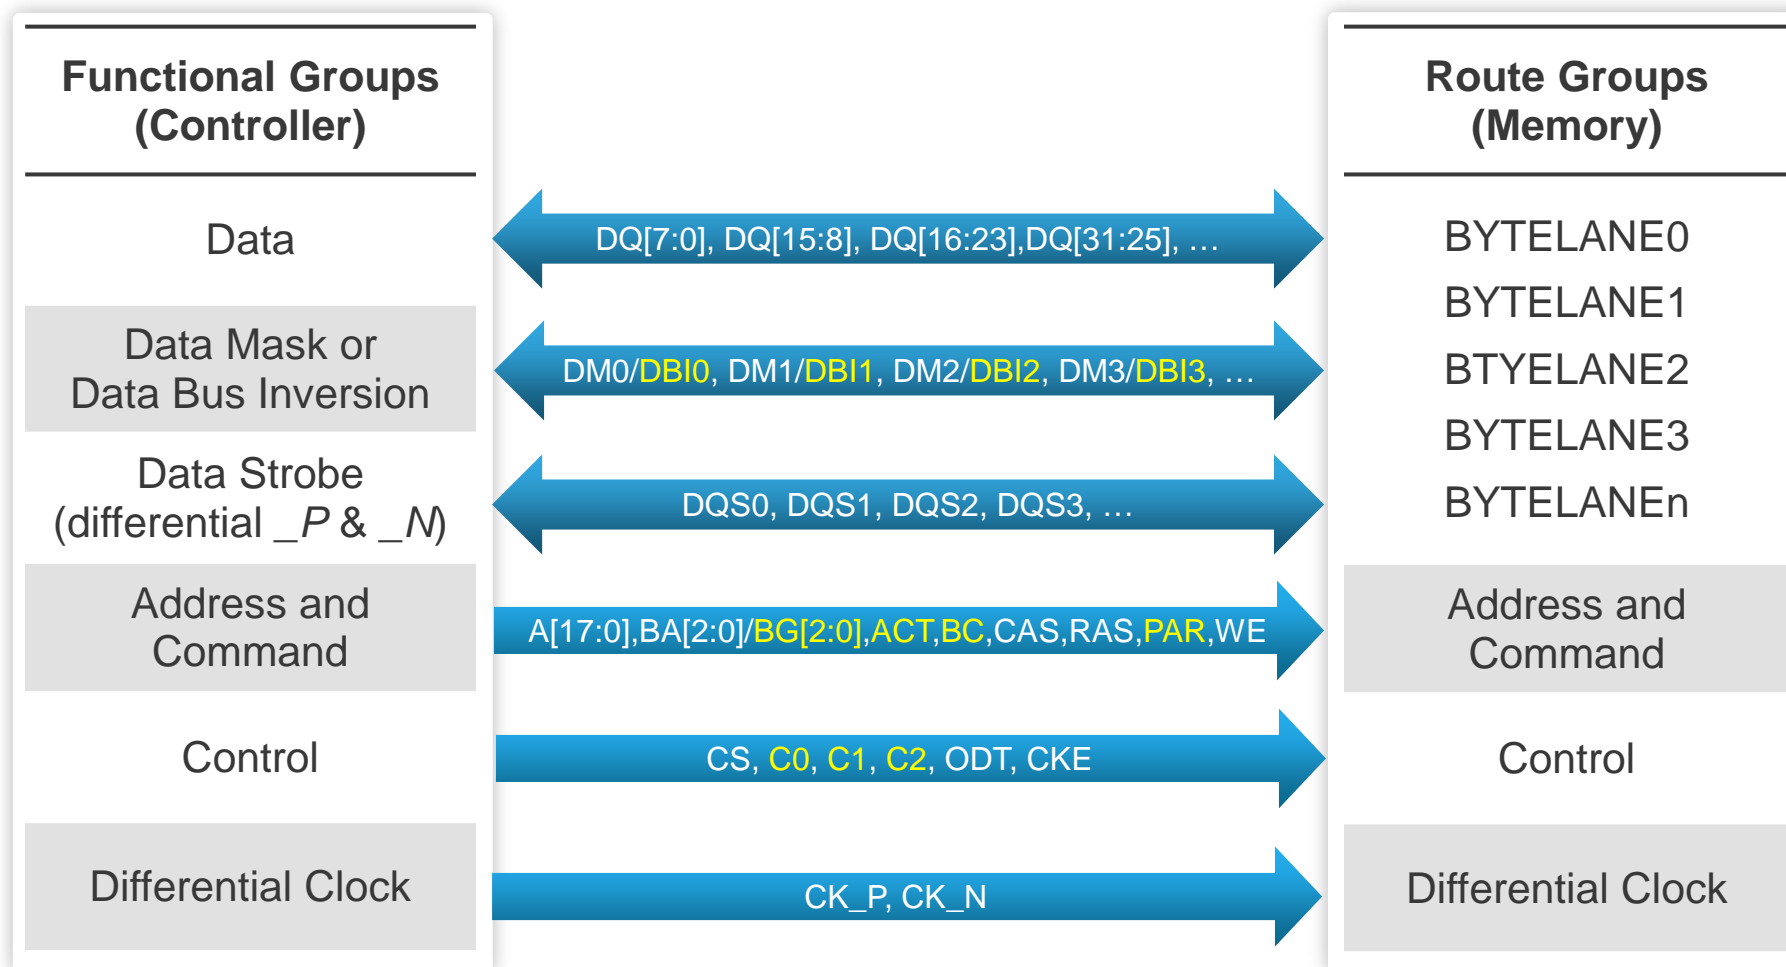 Functional Groups
(Controller)
Route Groups
(Memory)
Data
DQ[7:0], DQ[15:8], DQ[16:23],DQ[31:25], …
BYTELANE0
BYTELANE1
Data Mask or
Data Bus Inversion
DM0/DBI0, DM1/DBI1, DM2/DBI2, DM3/DBI3, …
BTYELANE2
BYTELANE3
Data Strobe
(differential _P & _N)
DQS0, DQS1, DQS2, DQS3, …
BYTELANEn
Address and
Command
A[17:0],BA[2:0]/BG[2:0],ACT,BC,CAS,RAS,PAR,WE
Address and
Command
Control
CS, C0, C1, C2, ODT, CKE
Control
Differential Clock
CK_P, CK_N
Differential Clock